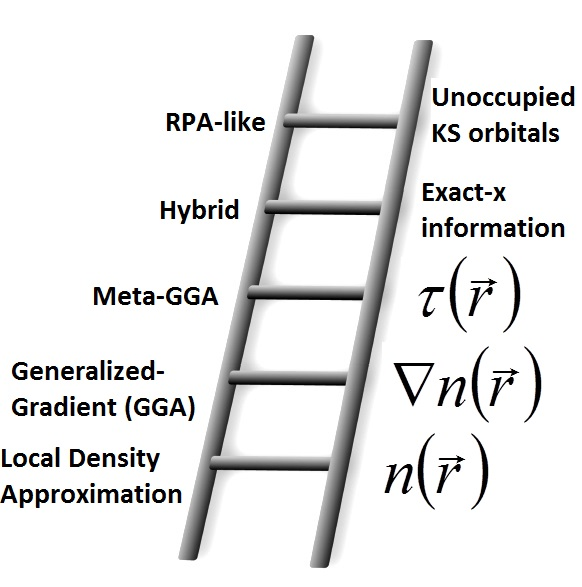 RPA-like
Unoccupied
KS orbitals
Hybrid
Exact-x
information
Meta-GGA
τ(r⃗)
Generalized-
Gradient (GGA)
∇n(r⃗)
Local Density
Approximation
n(r⃗)